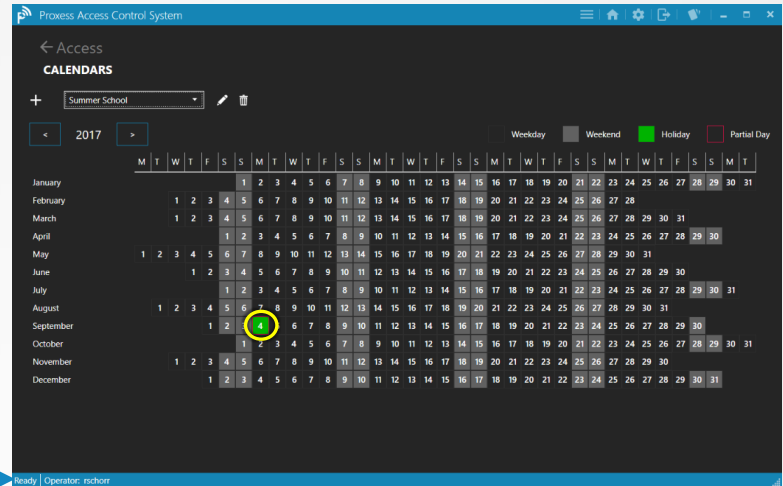 Proxess Access Control System
Access
CALENDARS
+ Summer School
< 2017 > Weekday Weekend Holiday Partial Day
M T W T F S S M T W T F S S M T W T F S S M T W T F S S M T W T F S S M T
January 1 2 3 4 5 6 7 8 9 10 11 12 13 14 15 16 17 18 19 20 21 22 23 24 25 26 27 28 29 30 31
February 1 2 3 4 5 6 7 8 9 10 11 12 13 14 15 16 17 18 19 20 21 22 23 24 25 26 27 28
March 1 2 3 4 5 6 7 8 9 10 11 12 13 14 15 16 17 18 19 20 21 22 23 24 25 26 27 28 29 30 31
April 1 2 3 4 5 6 7 8 9 10 11 12 13 14 15 16 17 18 19 20 21 22 23 24 25 26 27 28 29 30
May 1 2 3 4 5 6 7 8 9 10 11 12 13 14 15 16 17 18 19 20 21 22 23 24 25 26 27 28 29 30 31
June 1 2 3 4 5 6 7 8 9 10 11 12 13 14 15 16 17 18 19 20 21 22 23 24 25 26 27 28 29 30
July 1 2 3 4 5 6 7 8 9 10 11 12 13 14 15 16 17 18 19 20 21 22 23 24 25 26 27 28 29 30 31
August 1 2 3 4 5 6 7 8 9 10 11 12 13 14 15 16 17 18 19 20 21 22 23 24 25 26 27 28 29 30 31
September 1 2 3 4 5 6 7 8 9 10 11 12 13 14 15 16 17 18 19 20 21 22 23 24 25 26 27 28 29 30
October 1 2 3 4 5 6 7 8 9 10 11 12 13 14 15 16 17 18 19 20 21 22 23 24 25 26 27 28 29 30 31
November 1 2 3 4 5 6 7 8 9 10 11 12 13 14 15 16 17 18 19 20 21 22 23 24 25 26 27 28 29 30
December 1 2 3 4 5 6 7 8 9 10 11 12 13 14 15 16 17 18 19 20 21 22 23 24 25 26 27 28 29 30 31
Ready Operator: rschorr